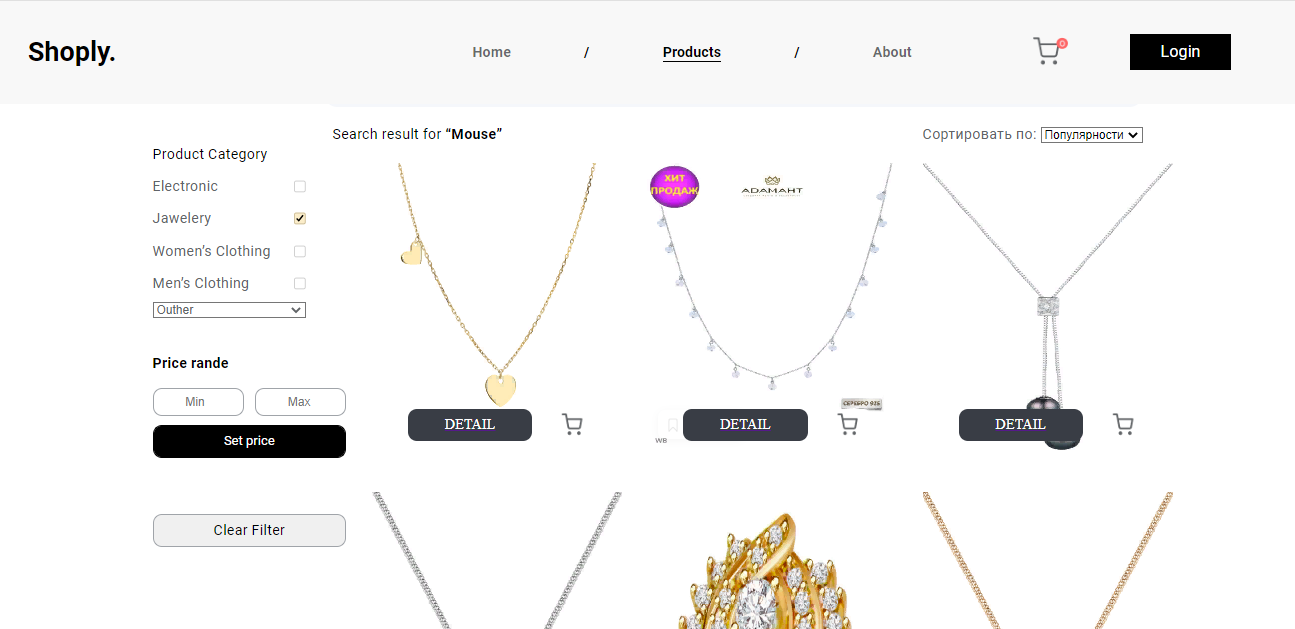 Shoply.
Home / Products / About
0
Login
Search result for “Mouse”
Сортировать по: Популярности
Product Category
Electronic
Jawelery
Women’s Clothing
Men’s Clothing
Outher
Price rande
Min Max
Set price
Clear Filter
ХИТ
ПРОДАЖ
АДАМАНТ
СЕРЕБРО 925
WB
DETAIL
DETAIL
DETAIL